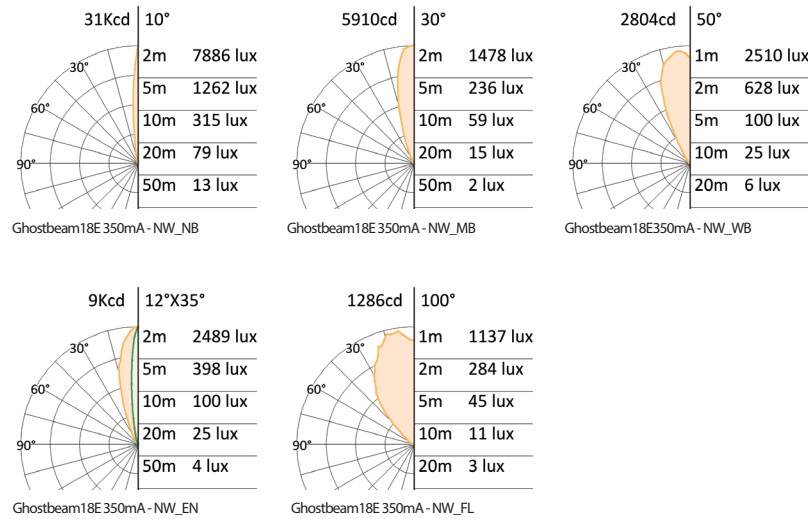 31Kcd 10°
2m 7886 lux
30°
5m 1262 lux
60°
10m 315 lux
20m 79 lux
90°
50m 13 lux
Ghostbeam18E 350mA - NW_NB
5910cd 30°
2m 1478 lux
30°
5m 236 lux
60°
10m 59 lux
20m 15 lux
90°
50m 2 lux
Ghostbeam18E 350mA - NW_MB
2804cd 50°
1m 2510 lux
30°
2m 628 lux
60°
5m 100 lux
10m 25 lux
90°
20m 6 lux
Ghostbeam18E350mA - NW_WB
9Kcd 12°X35°
2m 2489 lux
30°
5m 398 lux
60°
10m 100 lux
20m 25 lux
90°
50m 4 lux
Ghostbeam18E 350mA - NW_EN
1286cd 100°
1m 1137 lux
30°
2m 284 lux
60°
5m 45 lux
10m 11 lux
90°
20m 3 lux
Ghostbeam18E 350mA - NW_FL